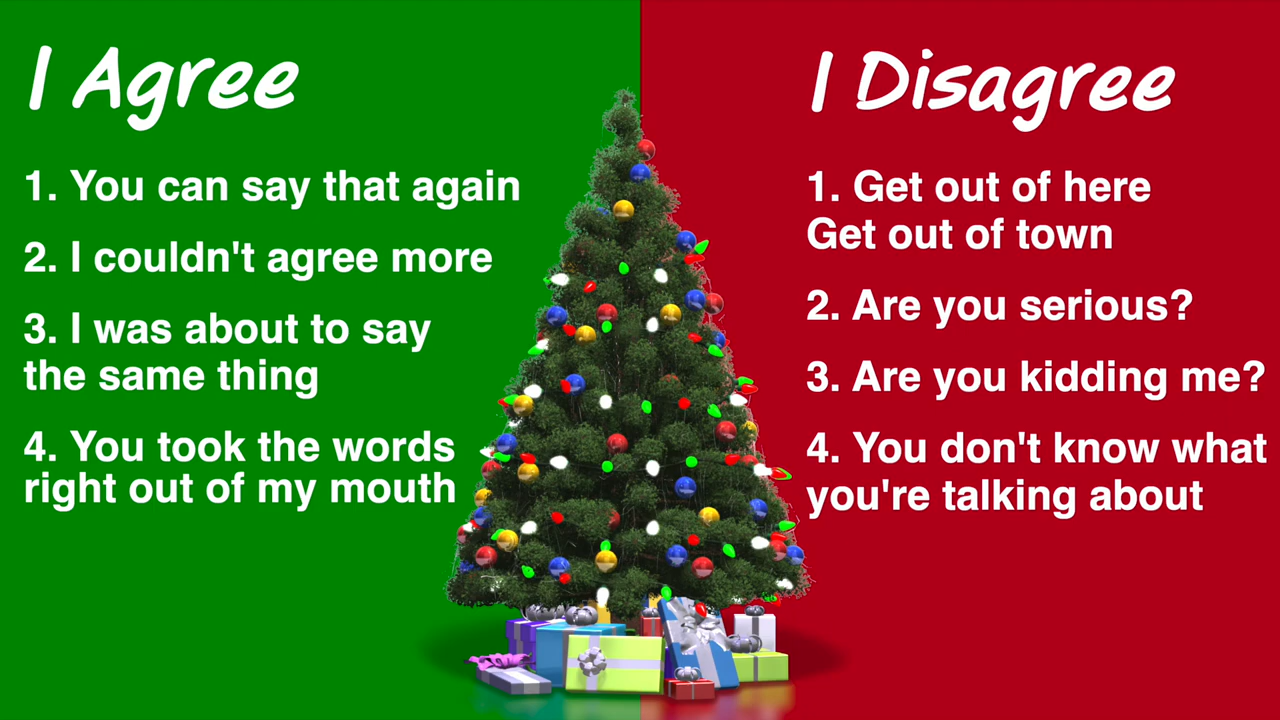 I Agree
1. You can say that again
2. I couldn't agree more
3. I was about to say
the same thing
4. You took the words
right out of my mouth
I Disagree
1. Get out of here
Get out of town
2. Are you serious?
3. Are you kidding me?
4. You don't know what
you're talking about